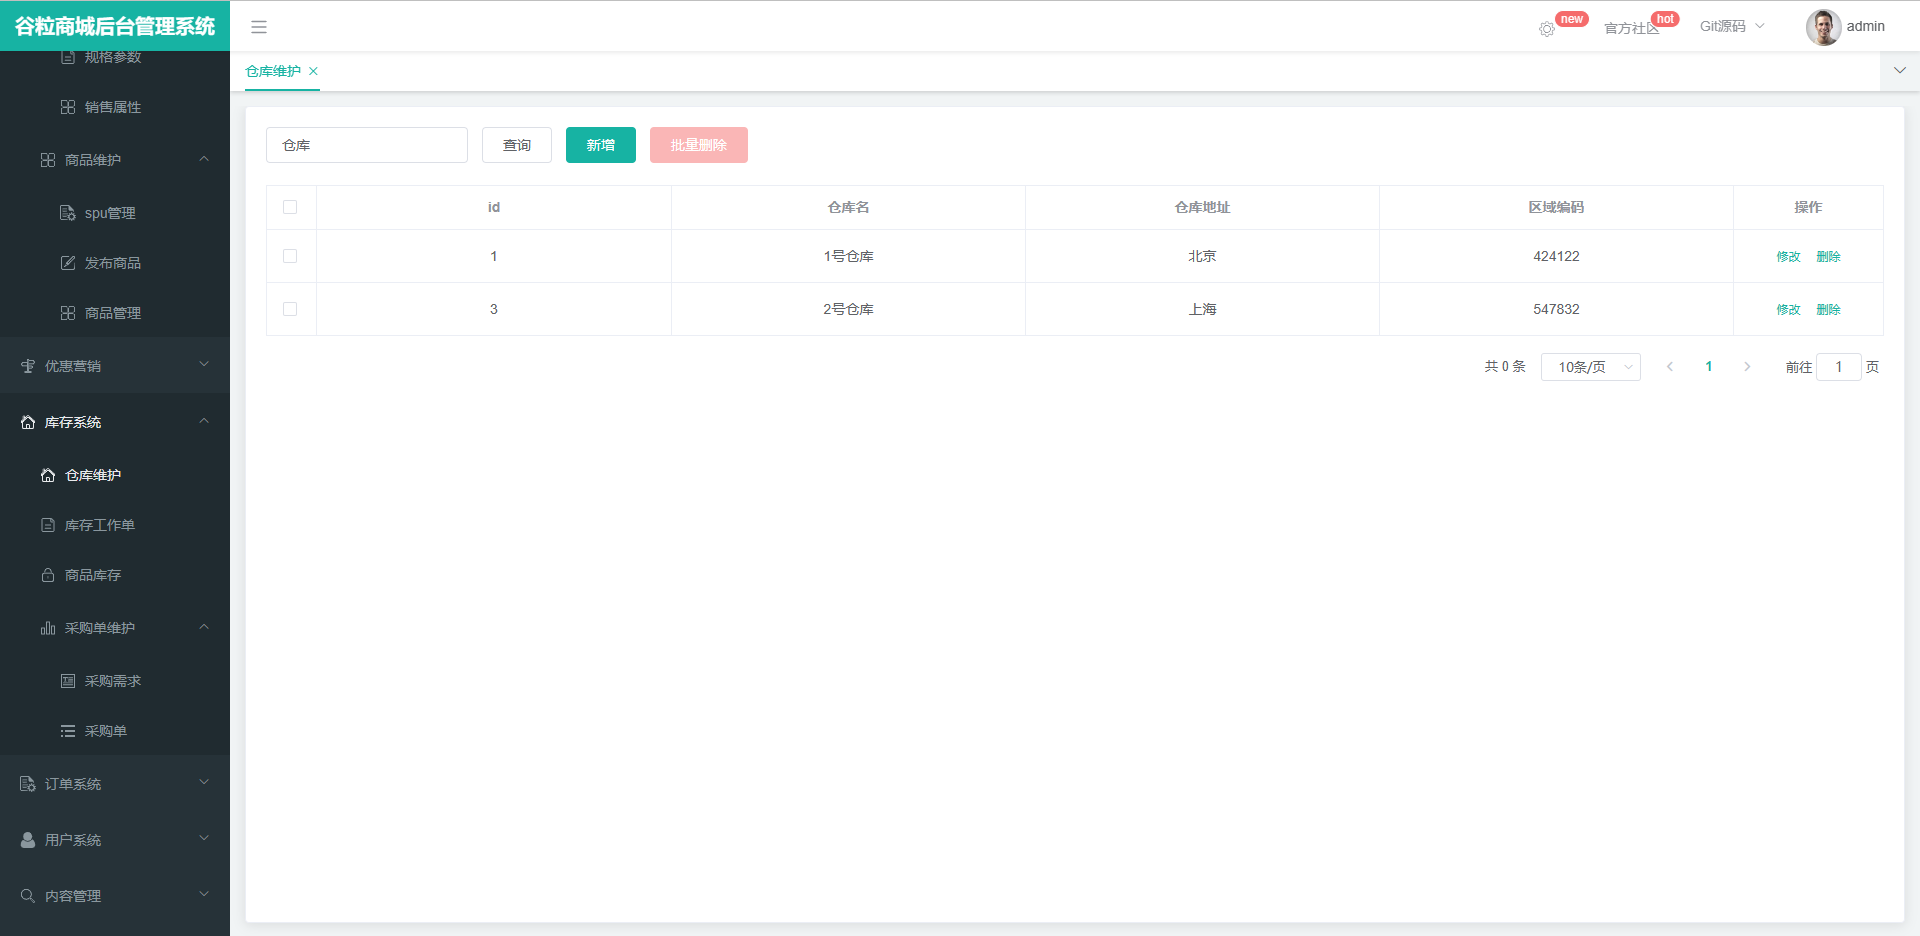 谷粒商城后台管理系统
new
官方社区
hot
Git源码
admin
规格参数
销售属性
商品维护
spu管理
发布商品
商品管理
优惠营销
库存系统
仓库维护
库存工作单
商品库存
采购单维护
采购需求
采购单
订单系统
用户系统
内容管理
仓库维护
仓库 查询 新增 批量删除
id 仓库名 仓库地址 区域编码 操作
1 1号仓库 北京 424122 修改 删除
3 2号仓库 上海 547832 修改 删除
共 0 条 10条/页 1 前往 1 页